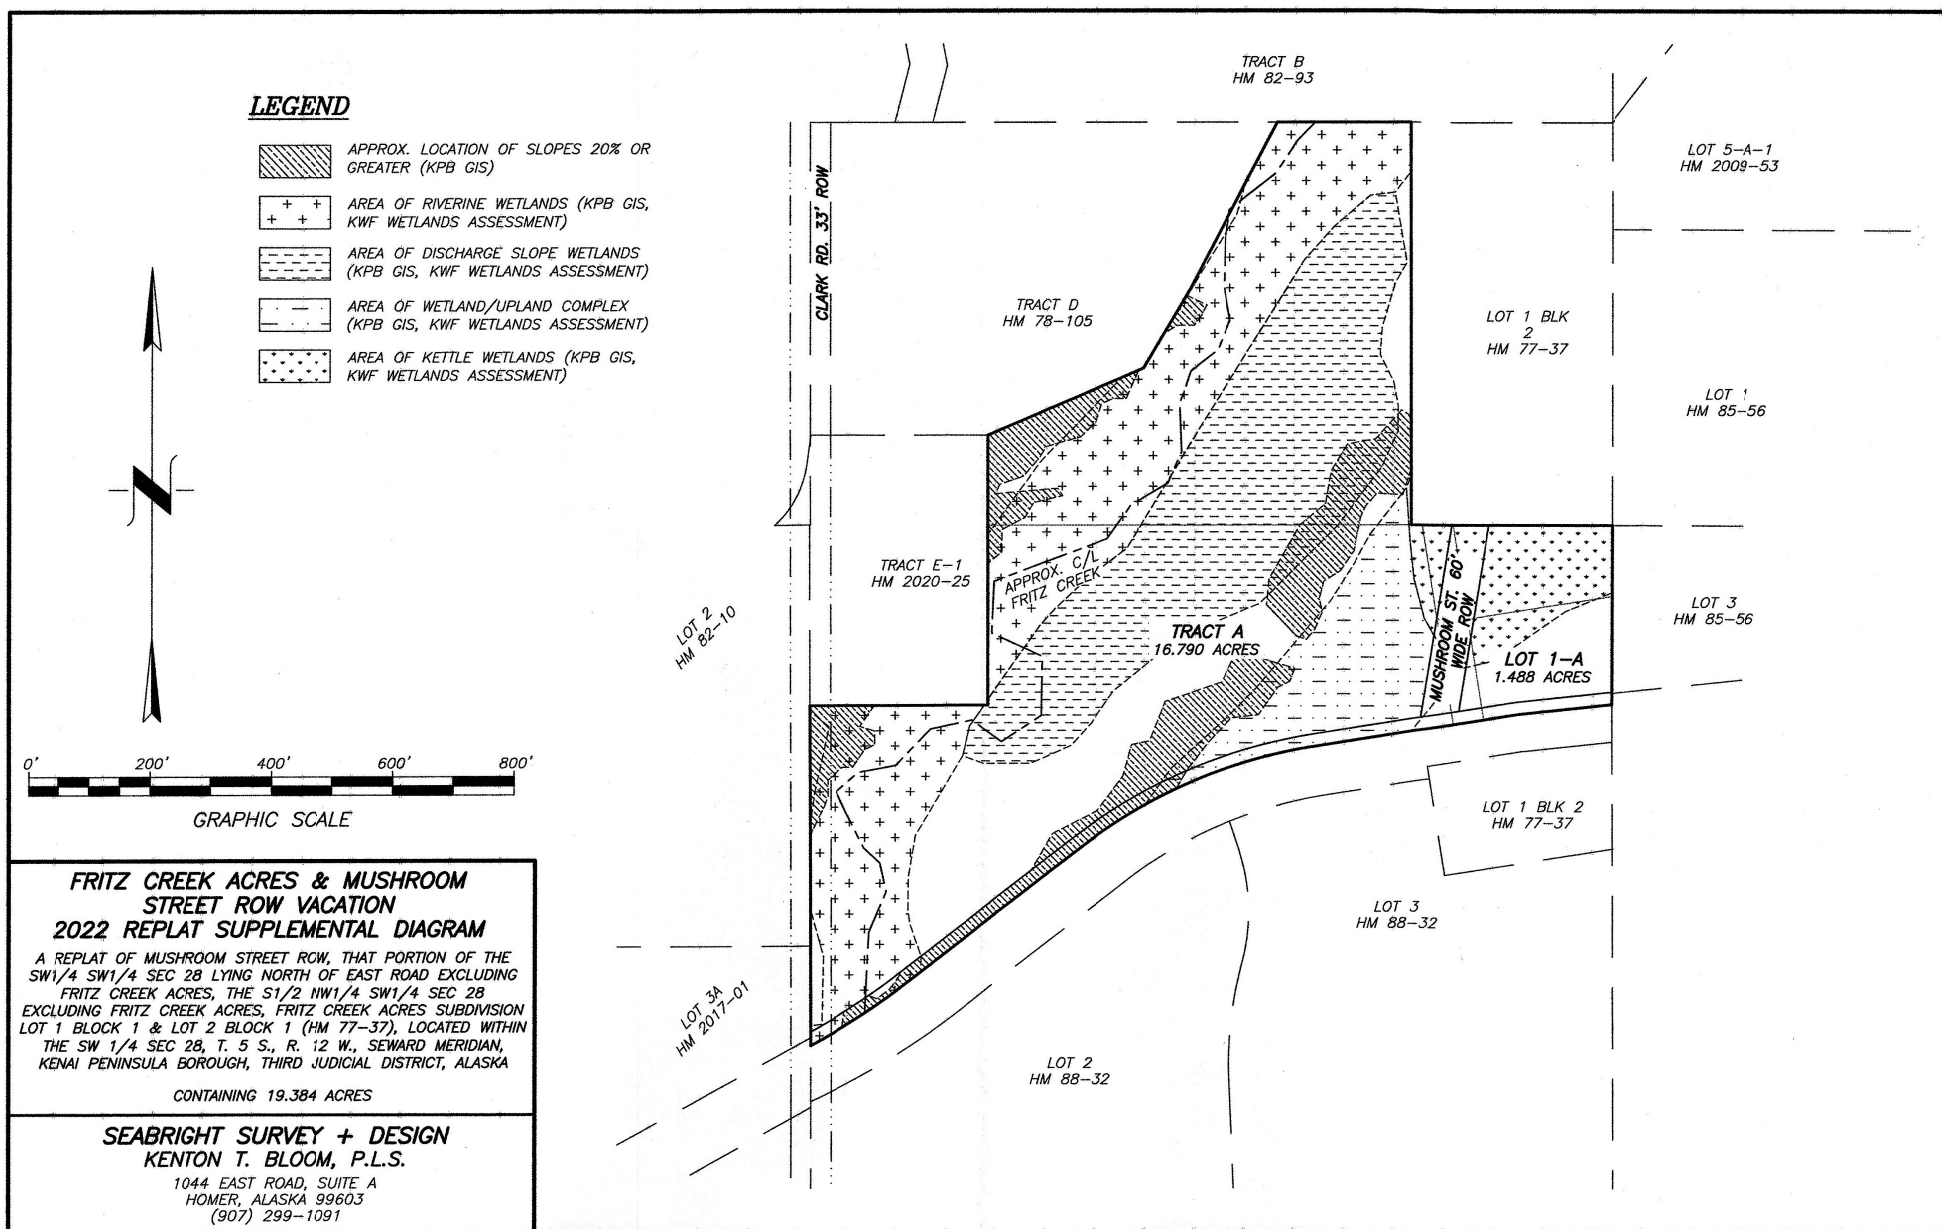 LEGEND
APPROX. LOCATION OF SLOPES 20% OR
GREATER (KPB GIS)
AREA OF RIVERINE WETLANDS (KPB GIS,
KWF WETLANDS ASSESSMENT)
AREA OF DISCHARGE SLOPE WETLANDS
(KPB GIS, KWF WETLANDS ASSESSMENT)
AREA OF WETLAND/UPLAND COMPLEX
(KPB GIS, KWF WETLANDS ASSESSMENT)
AREA OF KETTLE WETLANDS (KPB GIS,
KWF WETLANDS ASSESSMENT)
N
0' 200' 400' 600' 800'
GRAPHIC SCALE
FRITZ CREEK ACRES & MUSHROOM
STREET ROW VACATION
2022 REPLAT SUPPLEMENTAL DIAGRAM
A REPLAT OF MUSHROOM STREET ROW, THAT PORTION OF THE
SW1/4 SW1/4 SEC 28 LYING NORTH OF EAST ROAD EXCLUDING
FRITZ CREEK ACRES, THE S1/2 NW1/4 SW1/4 SEC 28
EXCLUDING FRITZ CREEK ACRES, FRITZ CREEK ACRES SUBDIVISION
LOT 1 BLOCK 1 & LOT 2 BLOCK 1 (HM 77-37), LOCATED WITHIN
THE SW 1/4 SEC 28, T. 5 S., R. 12 W., SEWARD MERIDIAN,
KENAI PENINSULA BOROUGH, THIRD JUDICIAL DISTRICT, ALASKA
CONTAINING 19.384 ACRES
SEABRIGHT SURVEY + DESIGN
KENTON T. BLOOM, P.L.S.
1044 EAST ROAD, SUITE A
HOMER, ALASKA 99603
(907) 299-1091
TRACT B
HM 82-93
CLARK RD. 33' ROW
TRACT D
HM 78-105
LOT 5-A-1
HM 2009-53
LOT 1 BLK
2
HM 77-37
LOT 1
HM 85-56
TRACT E-1
HM 2020-25
APPROX. C/L
FRITZ CREEK
LOT 2
HM 82-10
TRACT A
16.790 ACRES
MUSHROOM ST. 60'
WIDE ROW
LOT 1-A
1.488 ACRES
LOT 3
HM 85-56
LOT 1 BLK 2
HM 77-37
LOT 3
HM 88-32
LOT 3A
HM 2017-01
LOT 2
HM 88-32